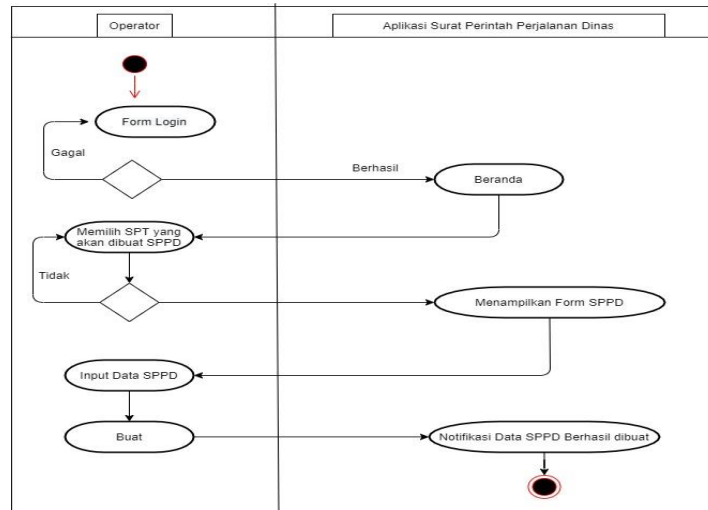 Operator
Aplikasi Surat Perintah Perjalanan Dinas
Form Login
Gagal
Berhasil
Beranda
Memilih SPT yang
akan dibuat SPPD
Tidak
Menampilkan Form SPPD
Input Data SPPD
Buat
Notifikasi Data SPPD Berhasil dibuat